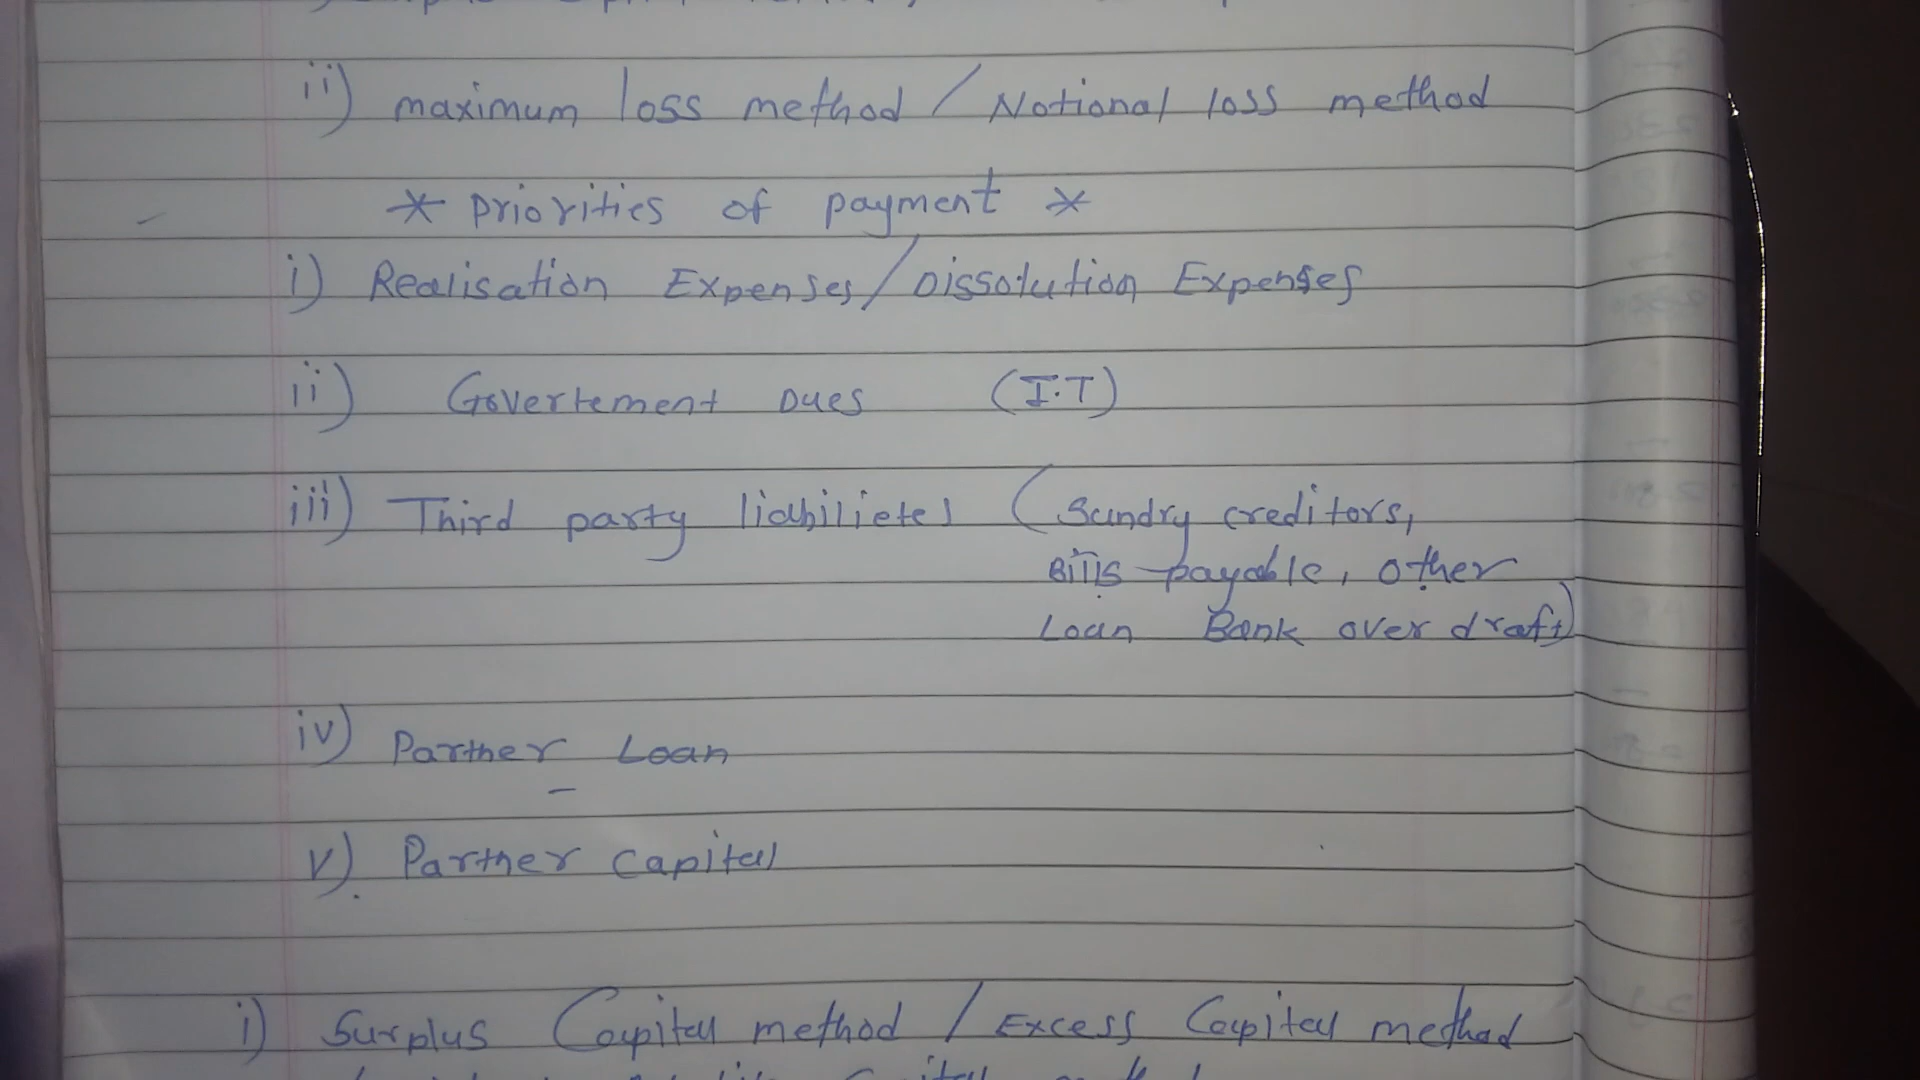 ii) maximum loss method / Notional loss method
* Priorities of payment *
i) Realisation Expenses / Dissolution Expenses
ii) Govertement Dues (I.T)
iii) Third party liabilietes (Sundry creditors,
Bills payable, other
Loan Bank over draft)
iv) Partner Loan
v) Partner Capital
i) Surplus Capital method / Excess Capital method